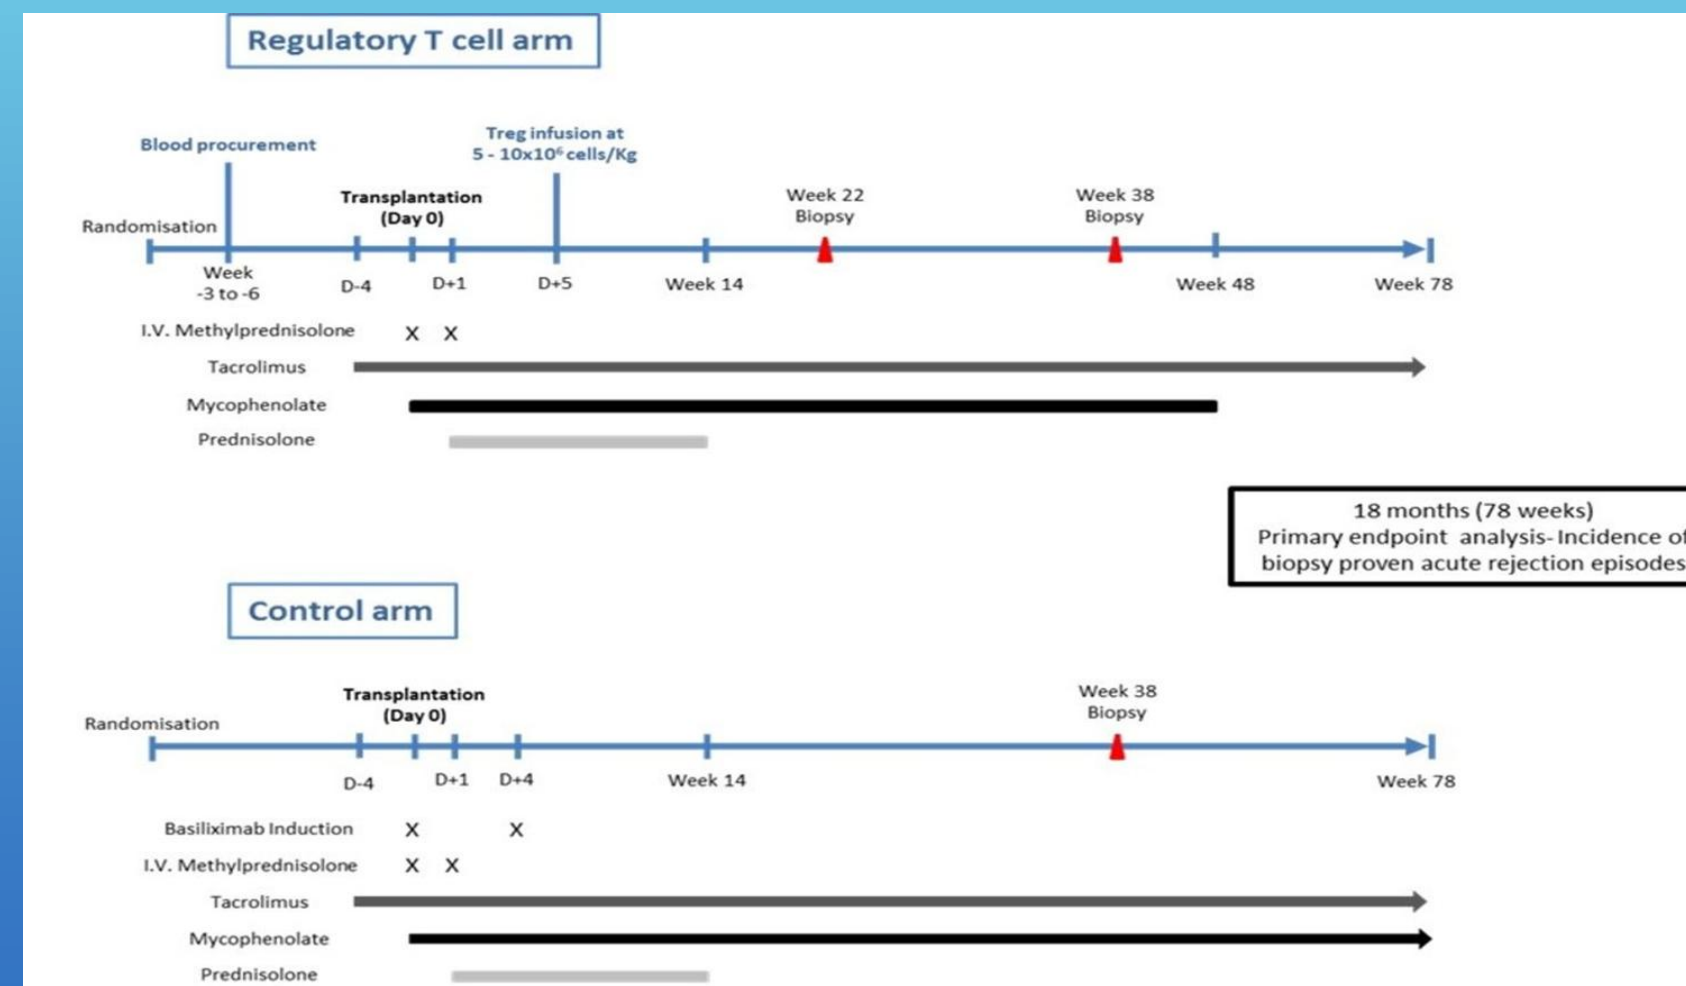 Regulatory T cell arm
Blood procurement
Treg infusion at
5 - 10x10⁶ cells/Kg
Transplantation
(Day 0)
Week 22
Biopsy
Week 38
Biopsy
Randomisation
Week
-3 to -6
D-4
D+1
D+5
Week 14
Week 48
Week 78
I.V. Methylprednisolone X X
Tacrolimus
Mycophenolate
Prednisolone
18 months (78 weeks)
Primary endpoint analysis- Incidence of
biopsy proven acute rejection episodes
Control arm
Transplantation
(Day 0)
Week 38
Biopsy
Randomisation
D-4
D+1
D+4
Week 14
Week 78
Basiliximab Induction X X
I.V. Methylprednisolone X X
Tacrolimus
Mycophenolate
Prednisolone